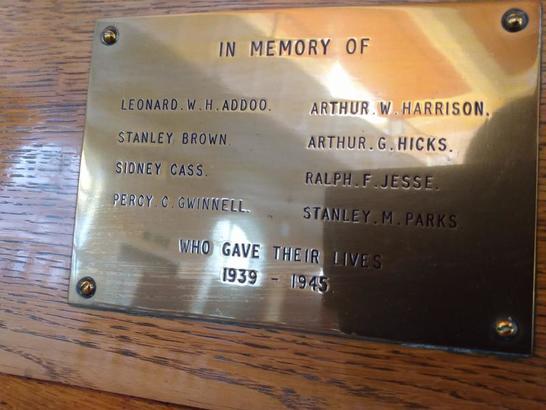 IN MEMORY OF
LEONARD.W.H.ADDOO. ARTHUR.W.HARRISON.
STANLEY BROWN. ARTHUR.G.HICKS.
SIDNEY CASS. RALPH.F.JESSE.
PERCY.C.GWINNELL. STANLEY.M.PARKS
WHO GAVE THEIR LIVES
1939 - 1945.